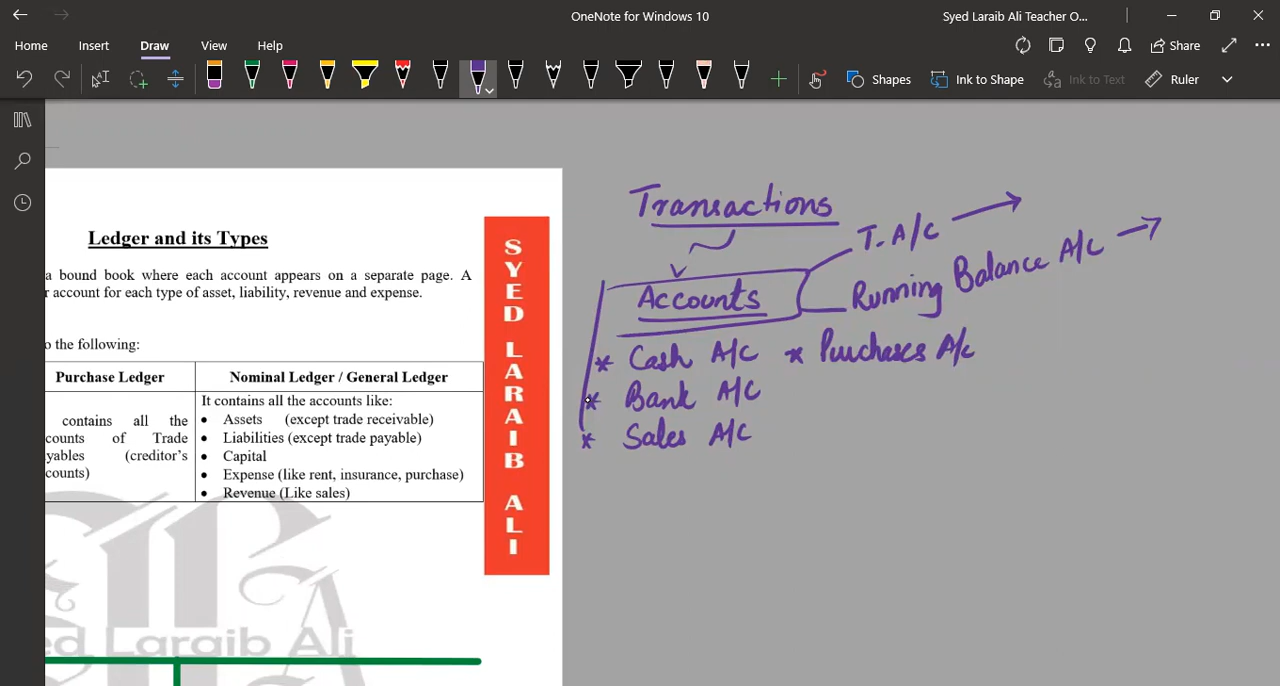 OneNote for Windows 10
Syed Laraib Ali Teacher O...
Home Insert Draw View Help
Share
Shapes Ink to Shape Ink to Text Ruler
Ledger and its Types
a bound book where each account appears on a separate page. A
r account for each type of asset, liability, revenue and expense.
o the following:
Purchase Ledger
Nominal Ledger / General Ledger
contains all the
counts of Trade
yables (creditor's
counts)
It contains all the accounts like:
• Assets (except trade receivable)
• Liabilities (except trade payable)
• Capital
• Expense (like rent, insurance, purchase)
• Revenue (Like sales)
SYED LARAIB ALI
ed Laraib Ali
Transactions
T. A/C →
Running Balance A/c →
Accounts
* Cash A/C * Purchases A/c
* Bank A/C
* Sales A/C